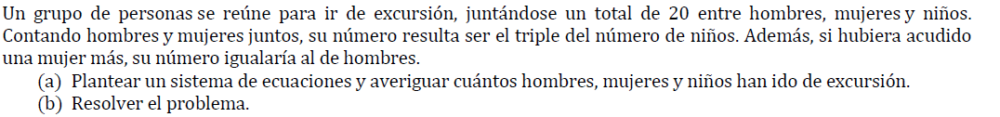 Un grupo de personas se reúne para ir de excursión, juntándose un total de 20 entre hombres, mujeres y niños.
Contando hombres y mujeres juntos, su número resulta ser el triple del número de niños. Además, si hubiera acudido
una mujer más, su número igualaría al de hombres.
(a) Plantear un sistema de ecuaciones y averiguar cuántos hombres, mujeres y niños han ido de excursión.
(b) Resolver el problema.